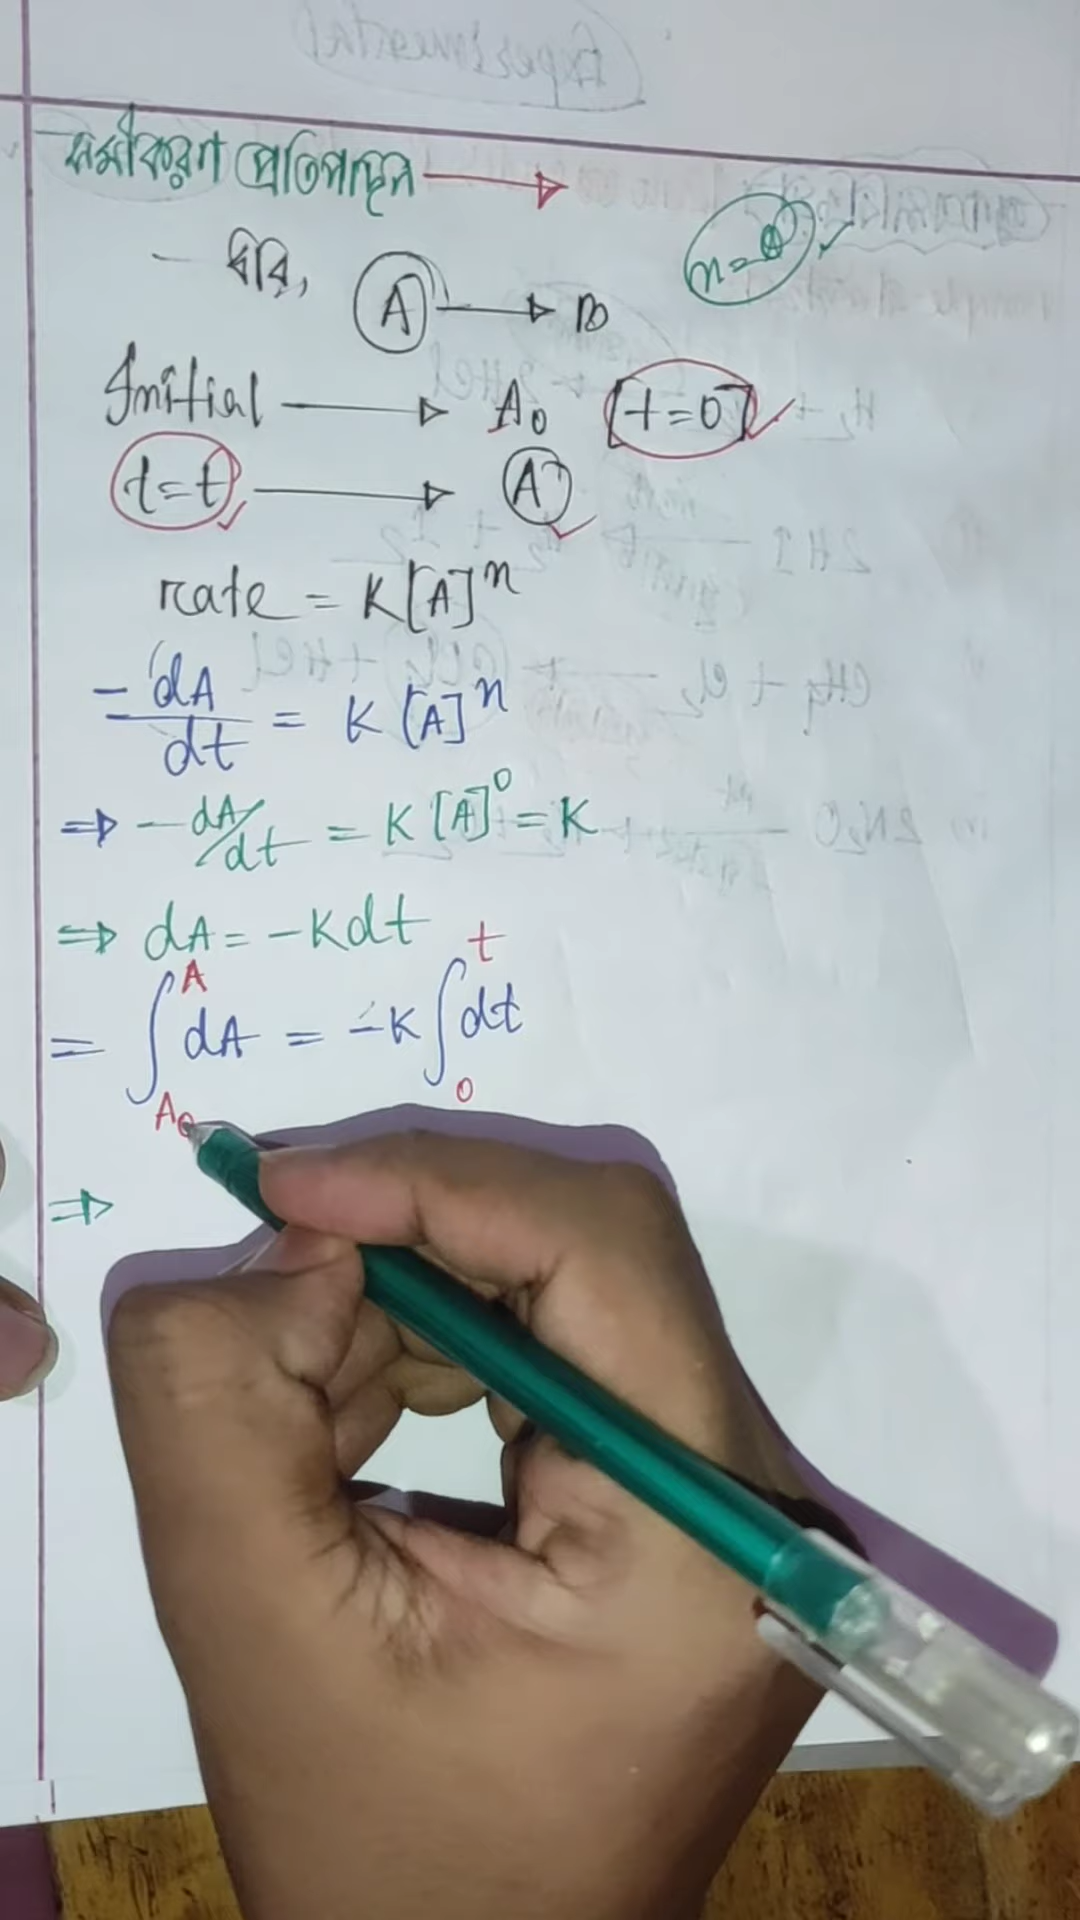 সমীকরণ প্রতিপাদন →
- ধরি, A → B
n = 0 ✓
Initial → A₀ [t=0] ✓
t=t → A
rate = K[A]ⁿ
-dA/dt = K[A]ⁿ
⇒ -dA/dt = K[A]⁰ = K
⇒ dA = -Kdt
= ∫_{A₀}^{A} dA = -K ∫_{0}^{t} dt
⇒